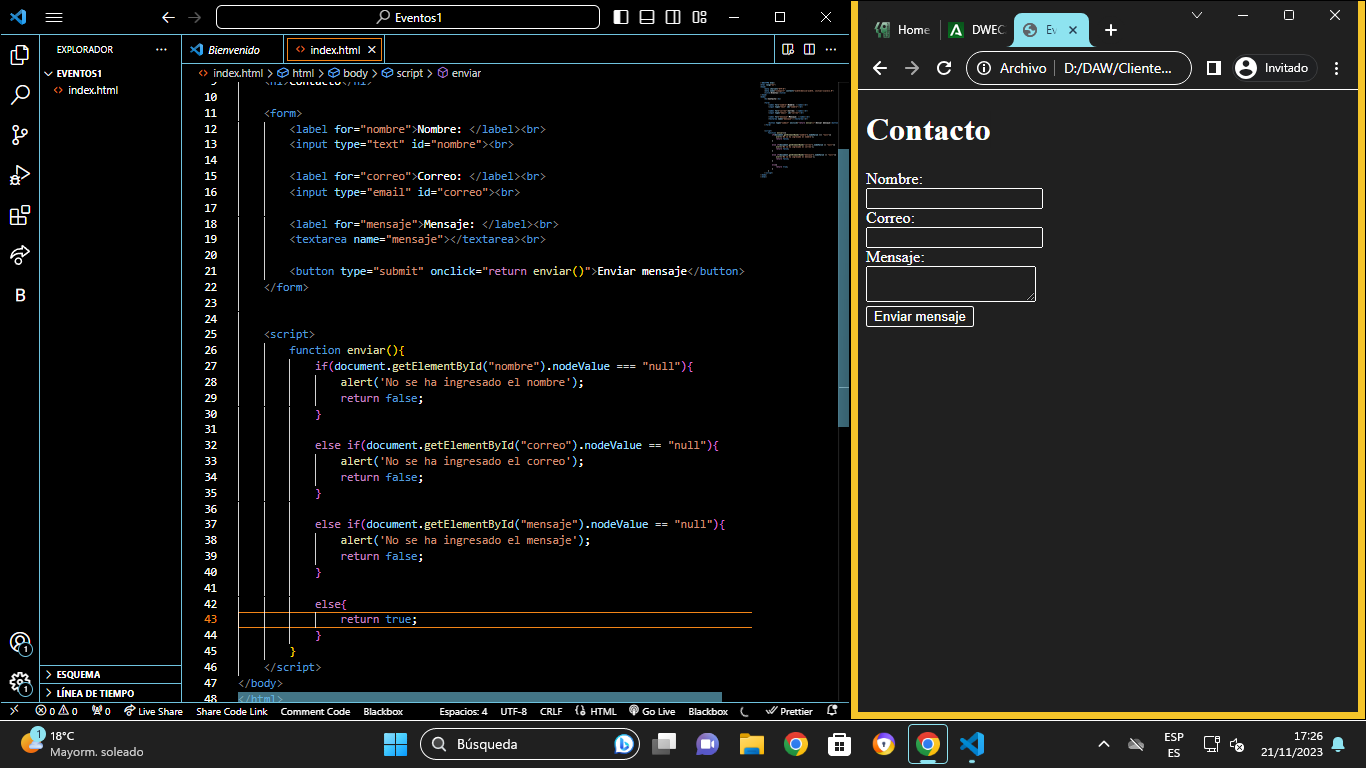 Eventos1
EXPLORADOR
EVENTOS1
index.html
Bienvenido
index.html
index.html > html > body > script > enviar
9 <h1>Contacto</h1>
10
11 <form>
12 <label for="nombre">Nombre: </label><br>
13 <input type="text" id="nombre"><br>
14
15 <label for="correo">Correo: </label><br>
16 <input type="email" id="correo"><br>
17
18 <label for="mensaje">Mensaje: </label><br>
19 <textarea name="mensaje"></textarea><br>
20
21 <button type="submit" onclick="return enviar()">Enviar mensaje</button>
22 </form>
23
24
25 <script>
26 function enviar(){
27 if(document.getElementById("nombre").nodeValue === "null"){
28 alert('No se ha ingresado el nombre');
29 return false;
30 }
31
32 else if(document.getElementById("correo").nodeValue == "null"){
33 alert('No se ha ingresado el correo');
34 return false;
35 }
36
37 else if(document.getElementById("mensaje").nodeValue == "null"){
38 alert('No se ha ingresado el mensaje');
39 return false;
40 }
41
42 else{
43 return true;
44 }
45 }
46 </script>
47 </body>
48 </html>
B
1
1
ESQUEMA
LÍNEA DE TIEMPO
0 0 0 Live Share Share Code Link Comment Code Blackbox Espacios: 4 UTF-8 CRLF {} HTML Go Live Blackbox Prettier
Home DWEC Ev
Archivo D:/DAW/Cliente... Invitado
Contacto
Nombre:
Correo:
Mensaje:
Enviar mensaje
1
18°C
Mayorm. soleado
Búsqueda
ESP
ES
17:26
21/11/2023